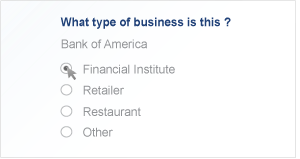 What type of business is this ?
Bank of America
Financial Institute
Retailer
Restaurant
Other